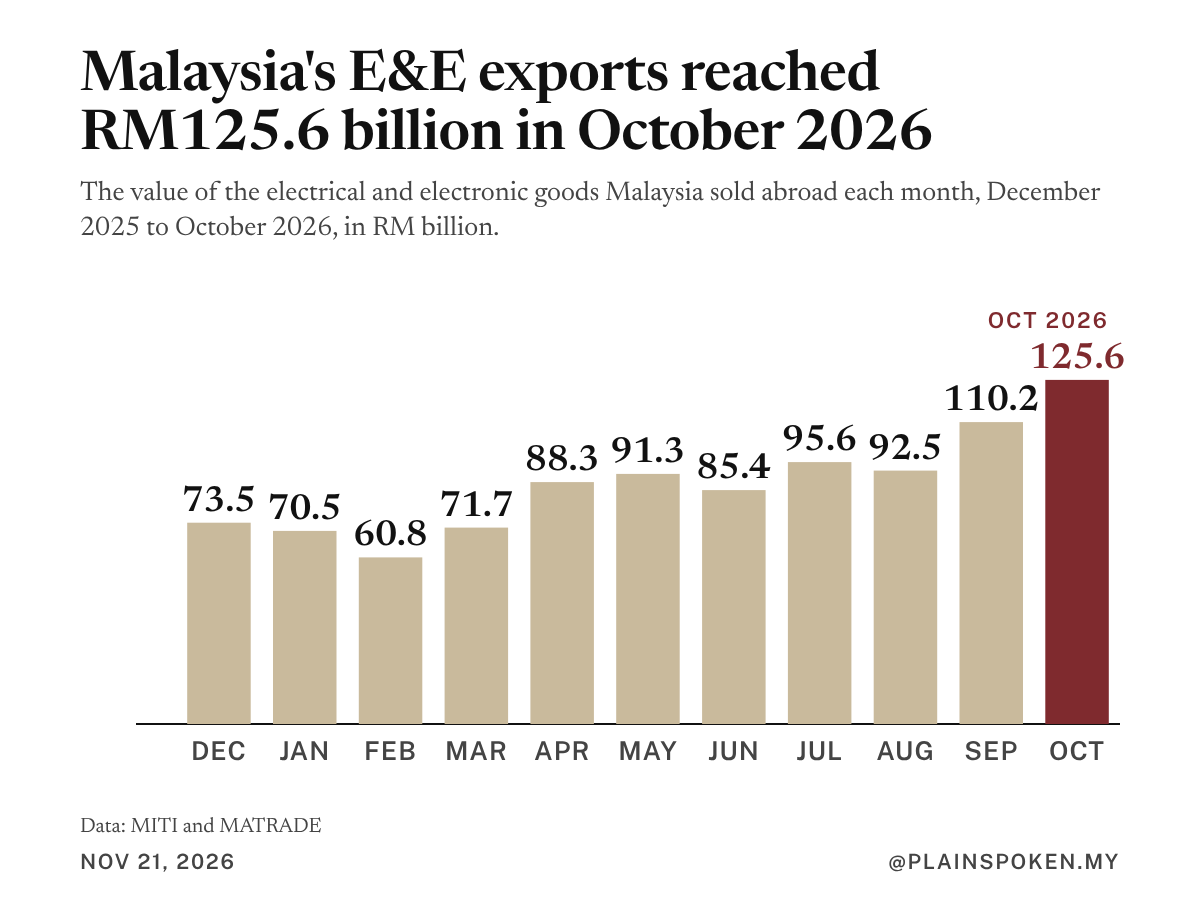 Malaysia's E&E exports reached
RM125.6 billion in October 2026
The value of the electrical and electronic goods Malaysia sold abroad each month, December
2025 to October 2026, in RM billion.
OCT 2026
125.6
110.2
95.6
92.5
91.3
88.3
85.4
73.5
70.5
71.7
60.8
DEC JAN FEB MAR APR MAY JUN JUL AUG SEP OCT
Data: MITI and MATRADE
NOV 21, 2026
@PLAINSPOKEN.MY